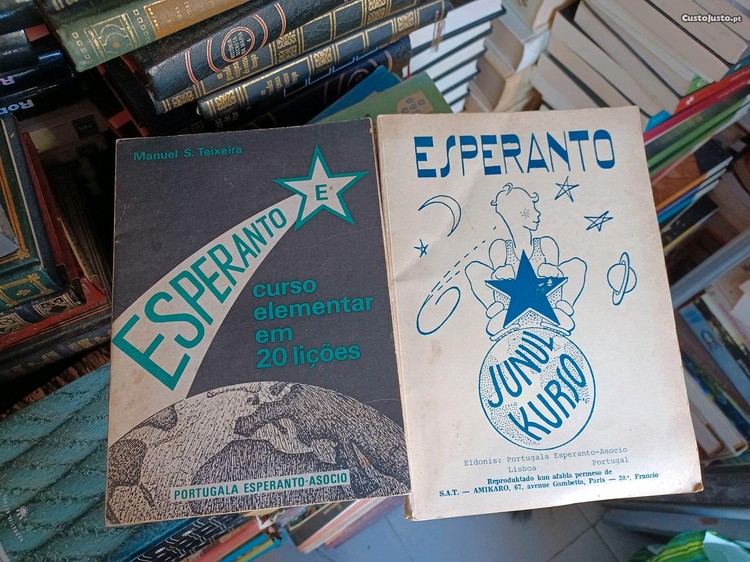 CustoJusto.pt
Manuel S. Teixeira
E
ESPERANTO
curso
elementar
em
20 lições
PORTUGALA ESPERANTO-ASOCIO
ESPERANTO
JUNUL
KURSO
Eldonis: Portugala Esperanto-Asocio
Lisboa Portugal
Reproduktado kun afabla permeso de
S.A.T. — AMIKARO, 67, avenue Gambetta, Paris — 20.ª, Francio